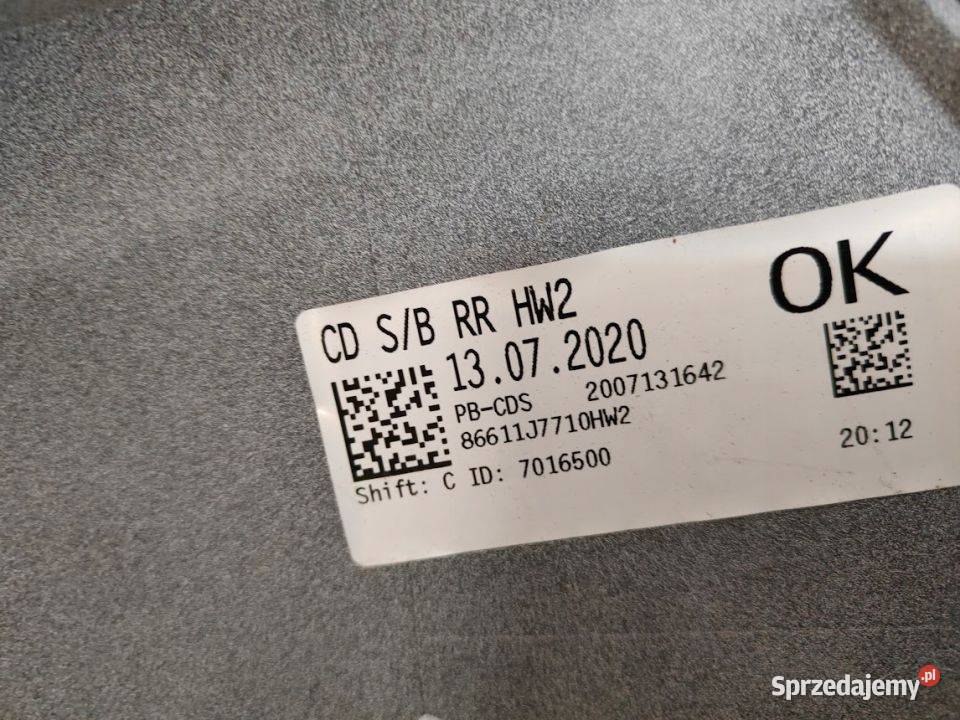 CD S/B RR HW2
OK
13.07.2020
PB-CDS 2007131642
86611J7710HW2
20:12
Shift: C ID: 7016500
Sprzedajemy.pl